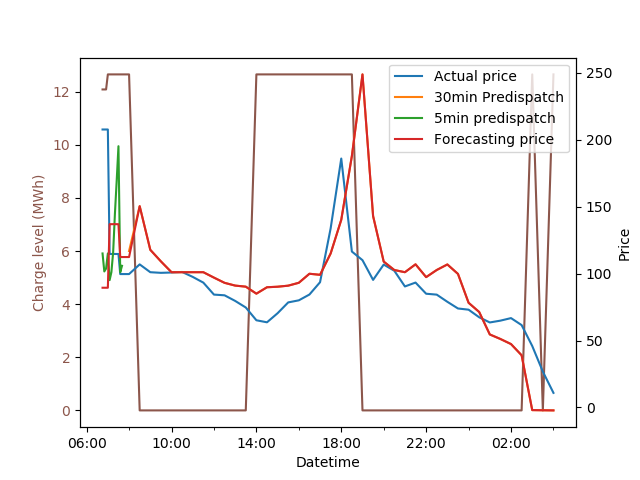 Actual price
30min Predispatch
5min predispatch
Forecasting price
Charge level (MWh)
12
10
8
6
4
2
0
250
200
150
100
50
0
Price
06:00 10:00 14:00 18:00 22:00 02:00
Datetime